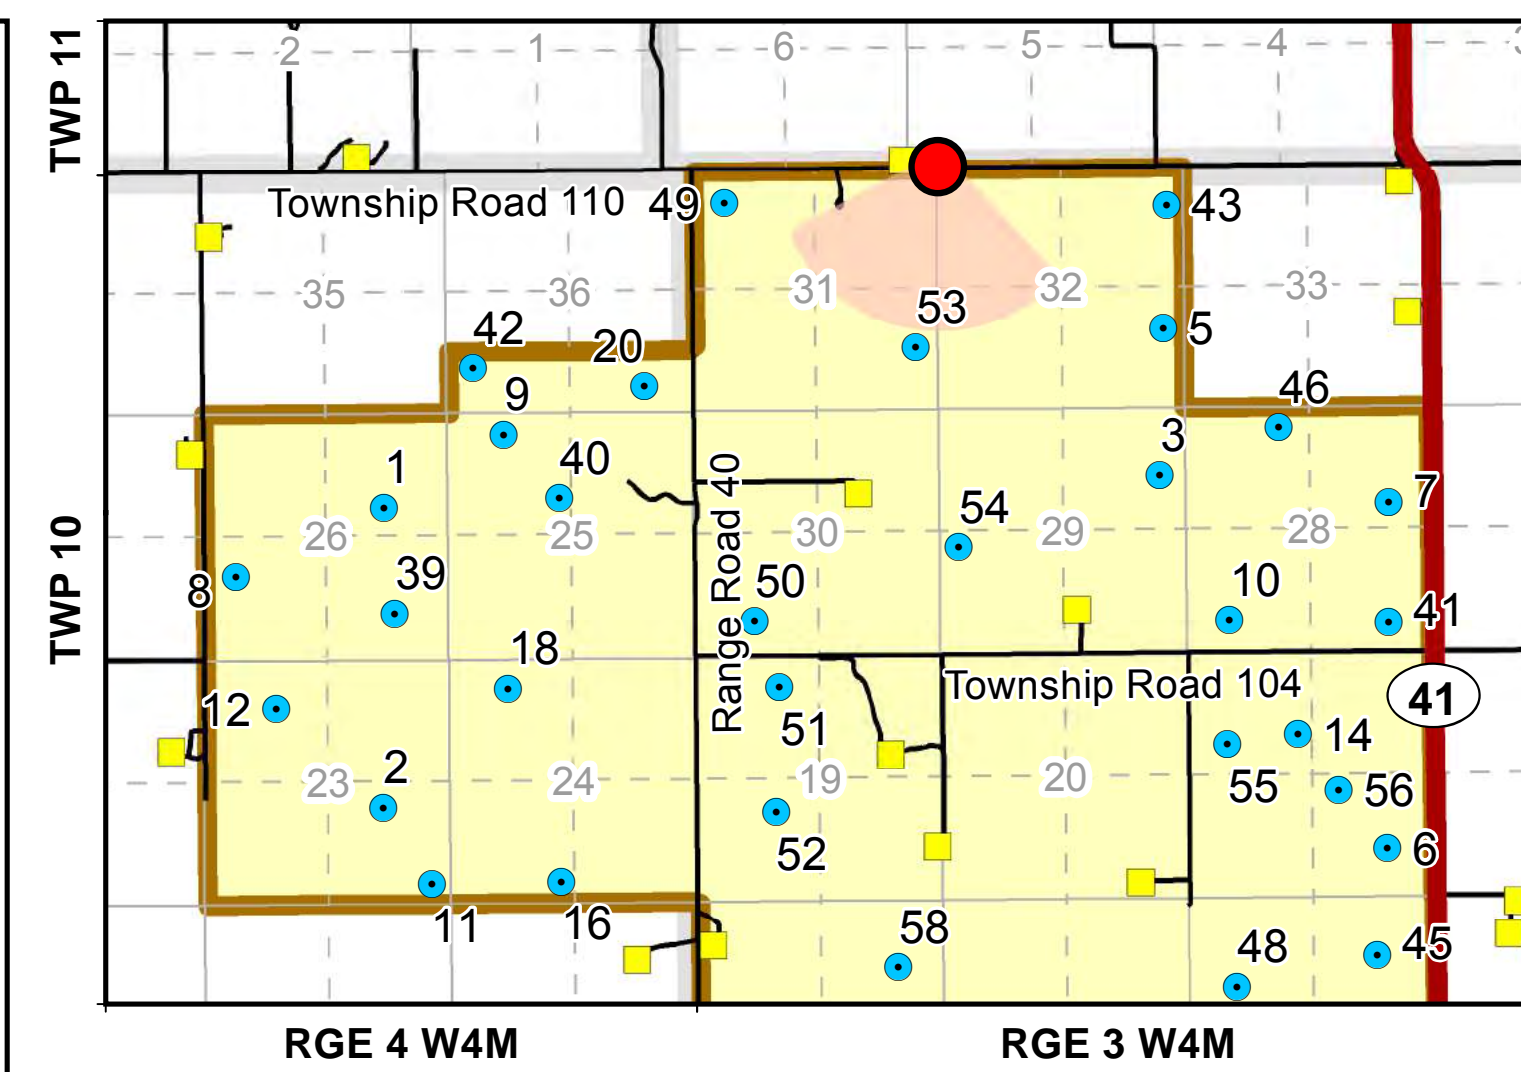 TWP 11
2 1 6 5 4
Township Road 110
49 43
35 36 31 32 33
53
42 20 5
9 46
1 40 3
7
54
26 25 30 29 28
Range Road 40
8 39 50 10 41
18
Township Road 104
12 51 41
14
2 55 56
23 24 19 20
52 6
11 16 58 48 45
TWP 10
RGE 4 W4M RGE 3 W4M